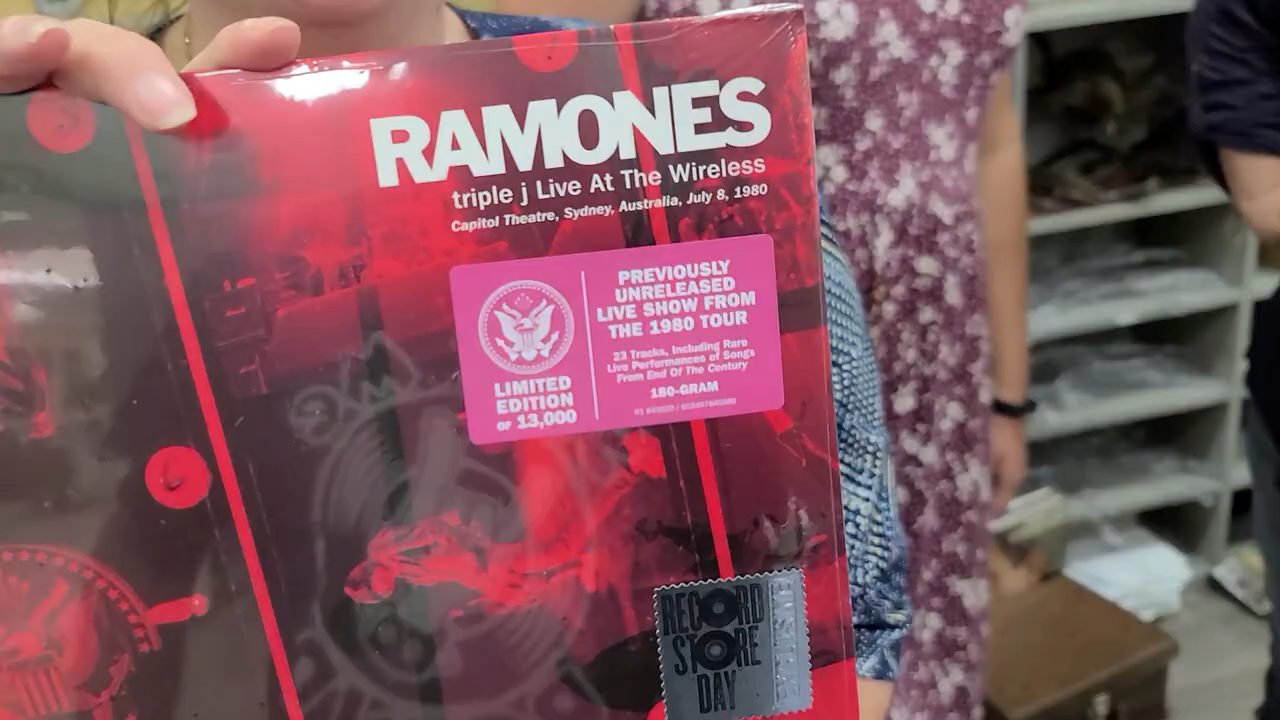 RAMONES
triple j Live At The Wireless
Capitol Theatre, Sydney, Australia, July 8, 1980
PREVIOUSLY
UNRELEASED
LIVE SHOW FROM
THE 1980 TOUR
23 Tracks, Including Rare
Live Performances of Songs
From End Of The Century
180-GRAM
LIMITED
EDITION
OF 13,000
RECORD
STORE
DAY
EXCLUSIVE